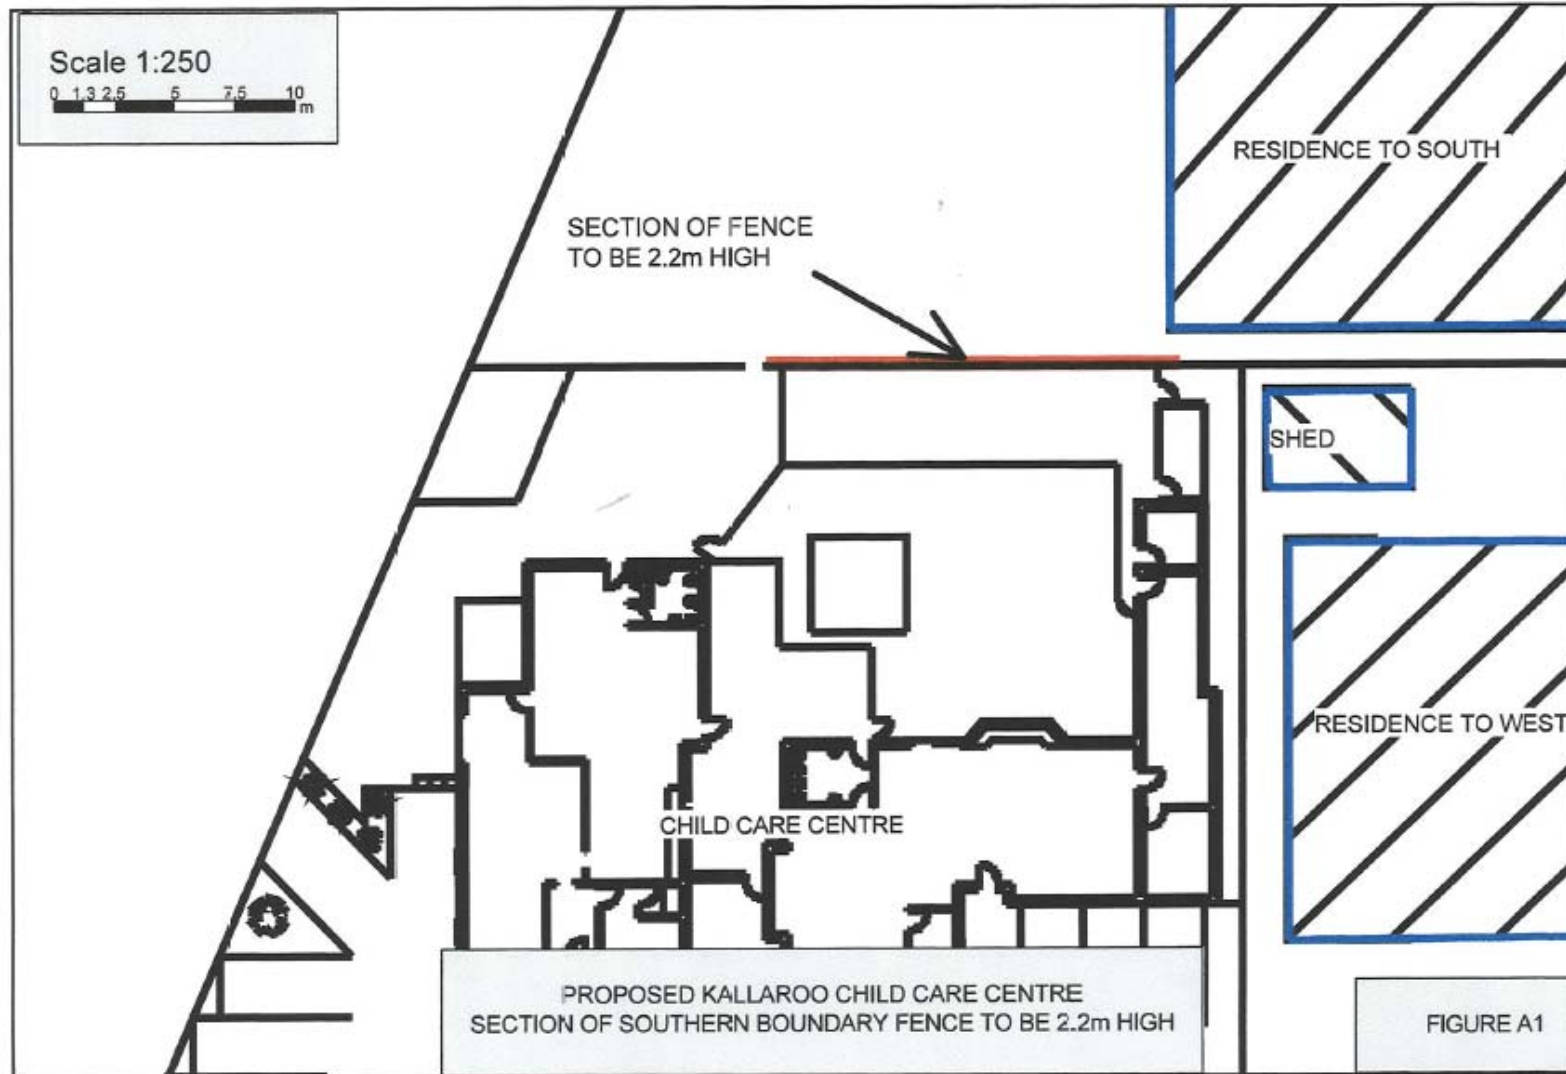 Scale 1:250
0 1.3 2.5 5 7.5 10
m
RESIDENCE TO SOUTH
SECTION OF FENCE
TO BE 2.2m HIGH
SHED
RESIDENCE TO WEST
CHILD CARE CENTRE
PROPOSED KALLAROO CHILD CARE CENTRE
SECTION OF SOUTHERN BOUNDARY FENCE TO BE 2.2m HIGH
FIGURE A1